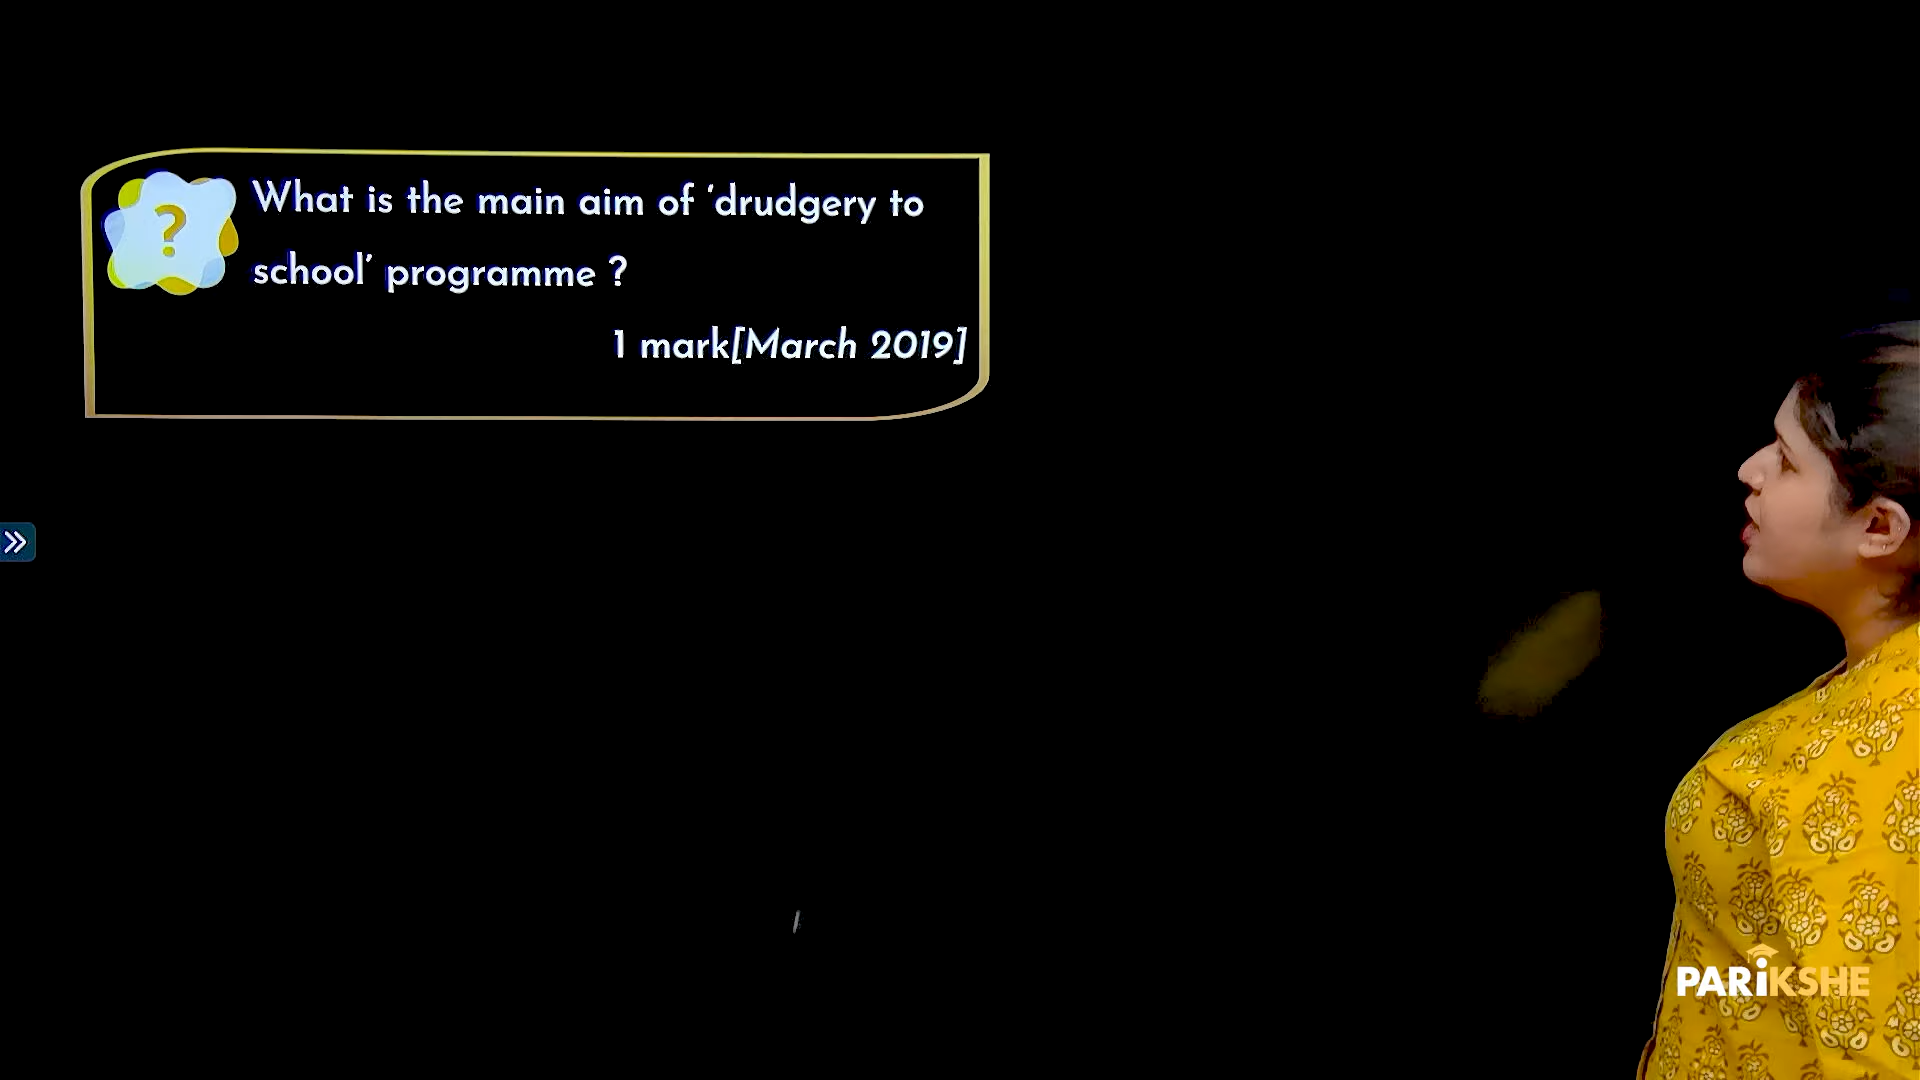 What is the main aim of ‘drudgery to
school’ programme ?
1 mark[March 2019]
?
PARiKSHE